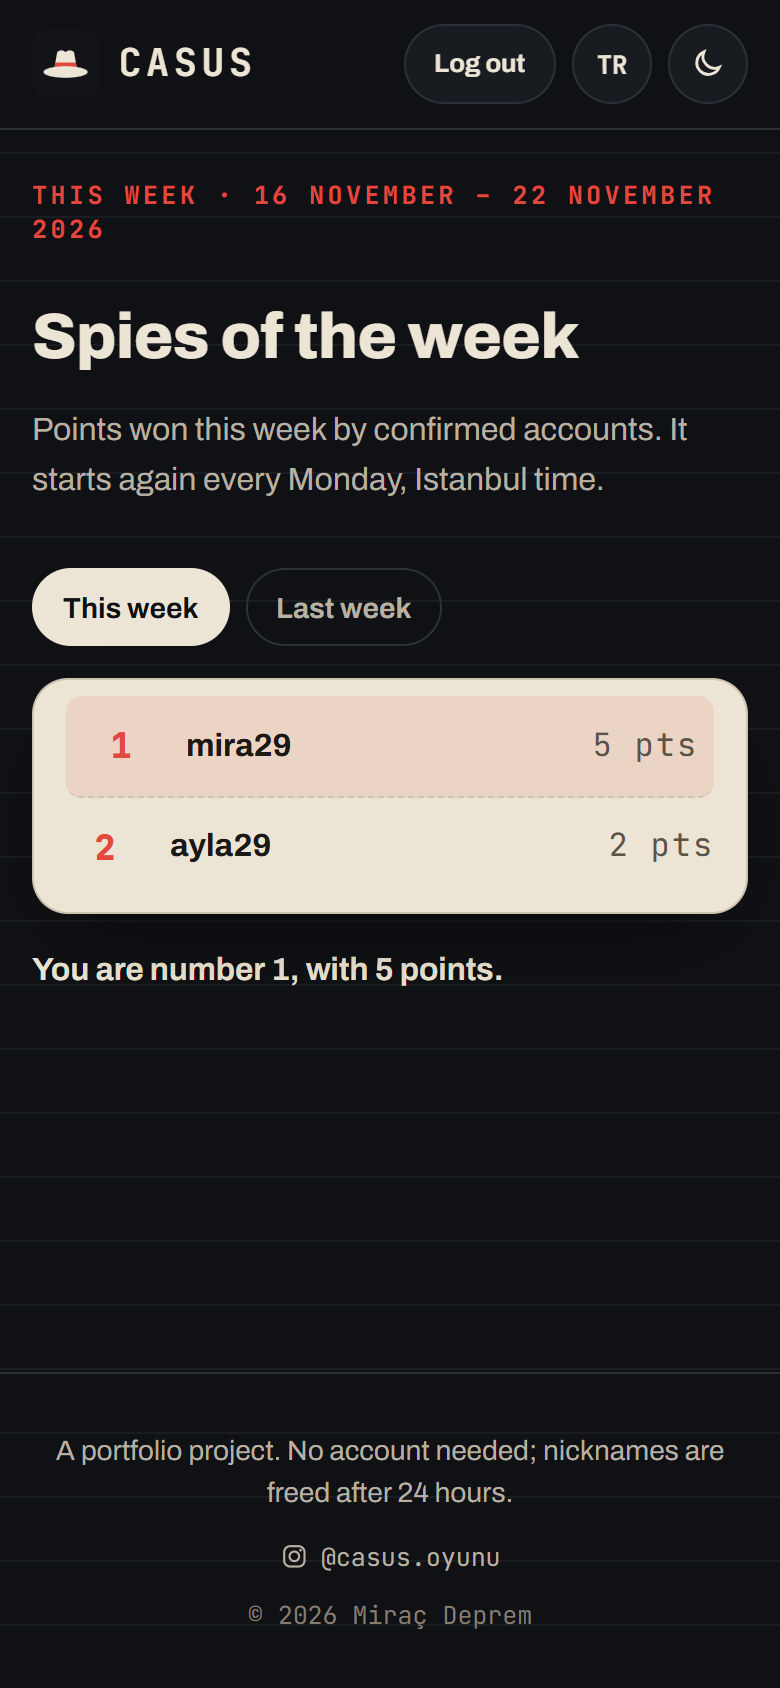 CASUS
Log out
TR
THIS WEEK · 16 NOVEMBER – 22 NOVEMBER
2026
Spies of the week
Points won this week by confirmed accounts. It
starts again every Monday, Istanbul time.
This week
Last week
1 mira29 5 pts
2 ayla29 2 pts
You are number 1, with 5 points.
A portfolio project. No account needed; nicknames are
freed after 24 hours.
@casus.oyunu
© 2026 Miraç Deprem